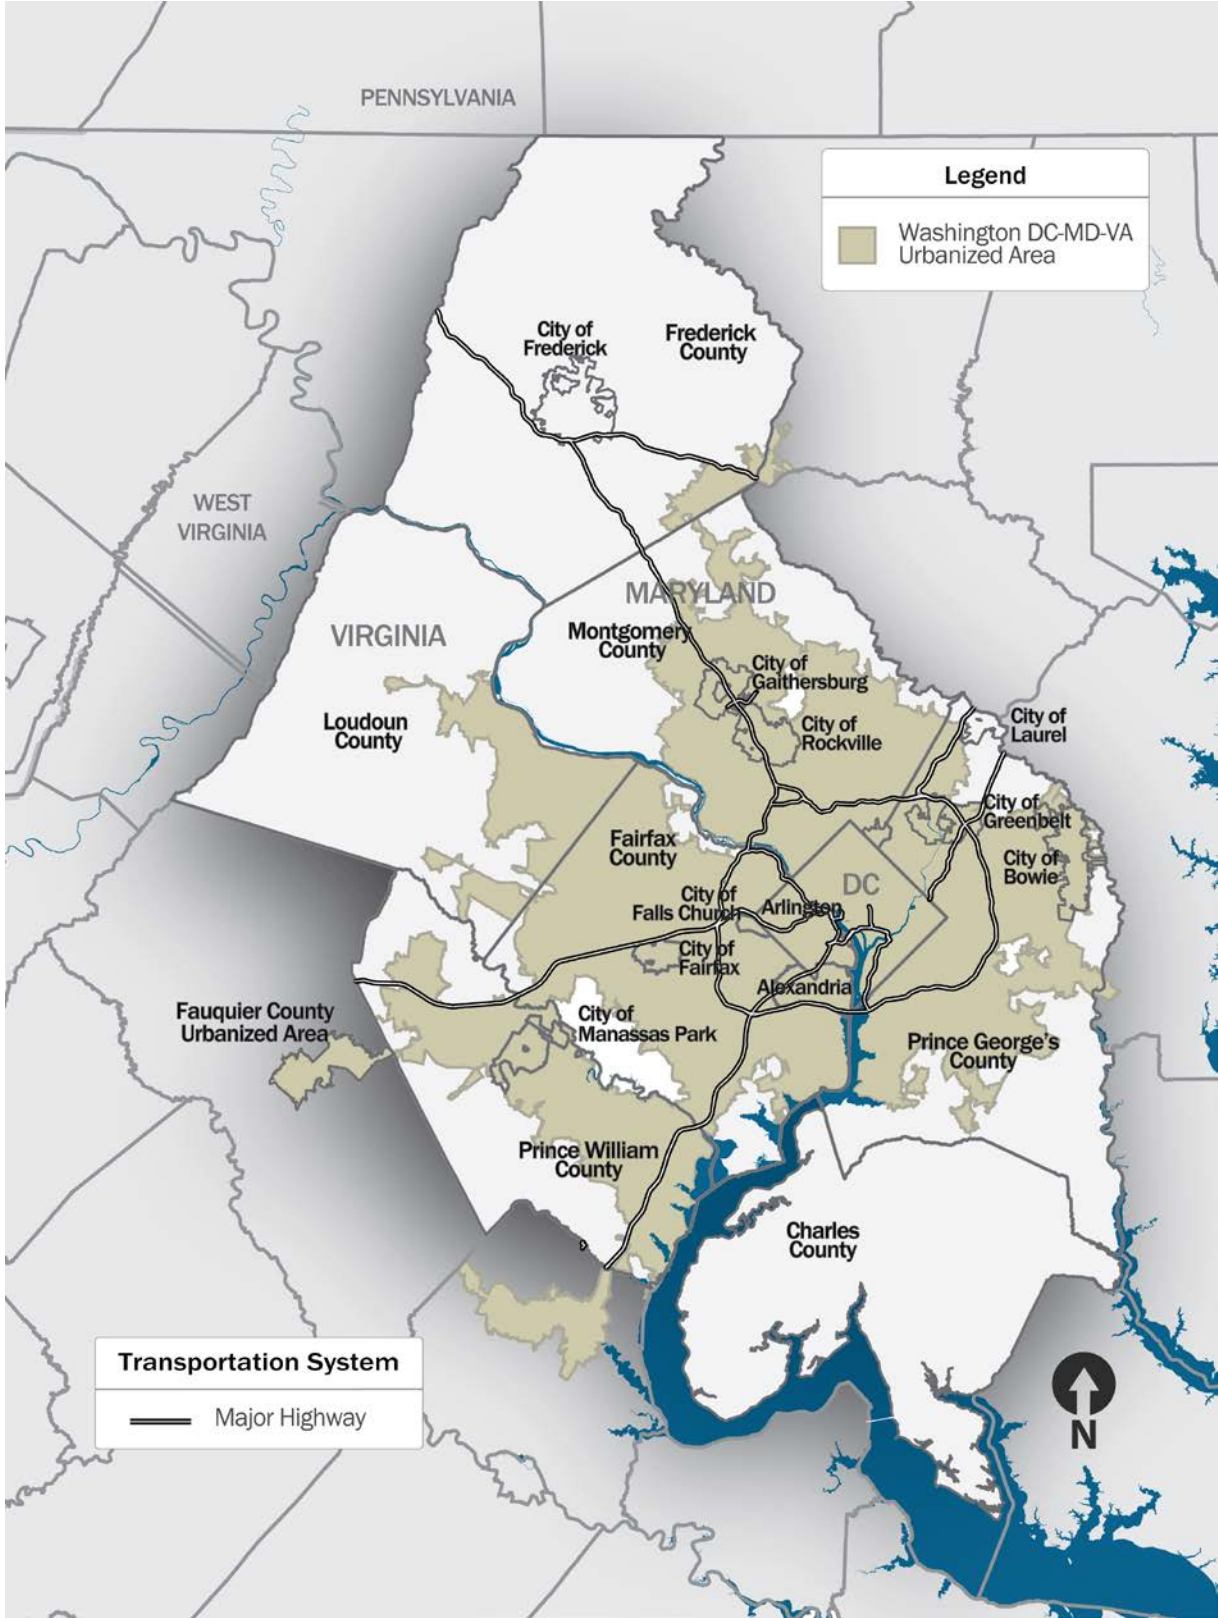 PENNSYLVANIA
Legend
Washington DC-MD-VA
Urbanized Area
City of
Frederick
Frederick
County
WEST
VIRGINIA
MARYLAND
VIRGINIA
Montgomery
County
City of
Gaithersburg
Loudoun
County
City of
Rockville
City of
Laurel
City of
Greenbelt
Fairfax
County
City of
Bowie
DC
City of
Falls Church
Arlington
City of
Fairfax
Alexandria
Fauquier County
Urbanized Area
City of
Manassas Park
Prince George's
County
Prince William
County
Charles
County
Transportation System
Major Highway
N